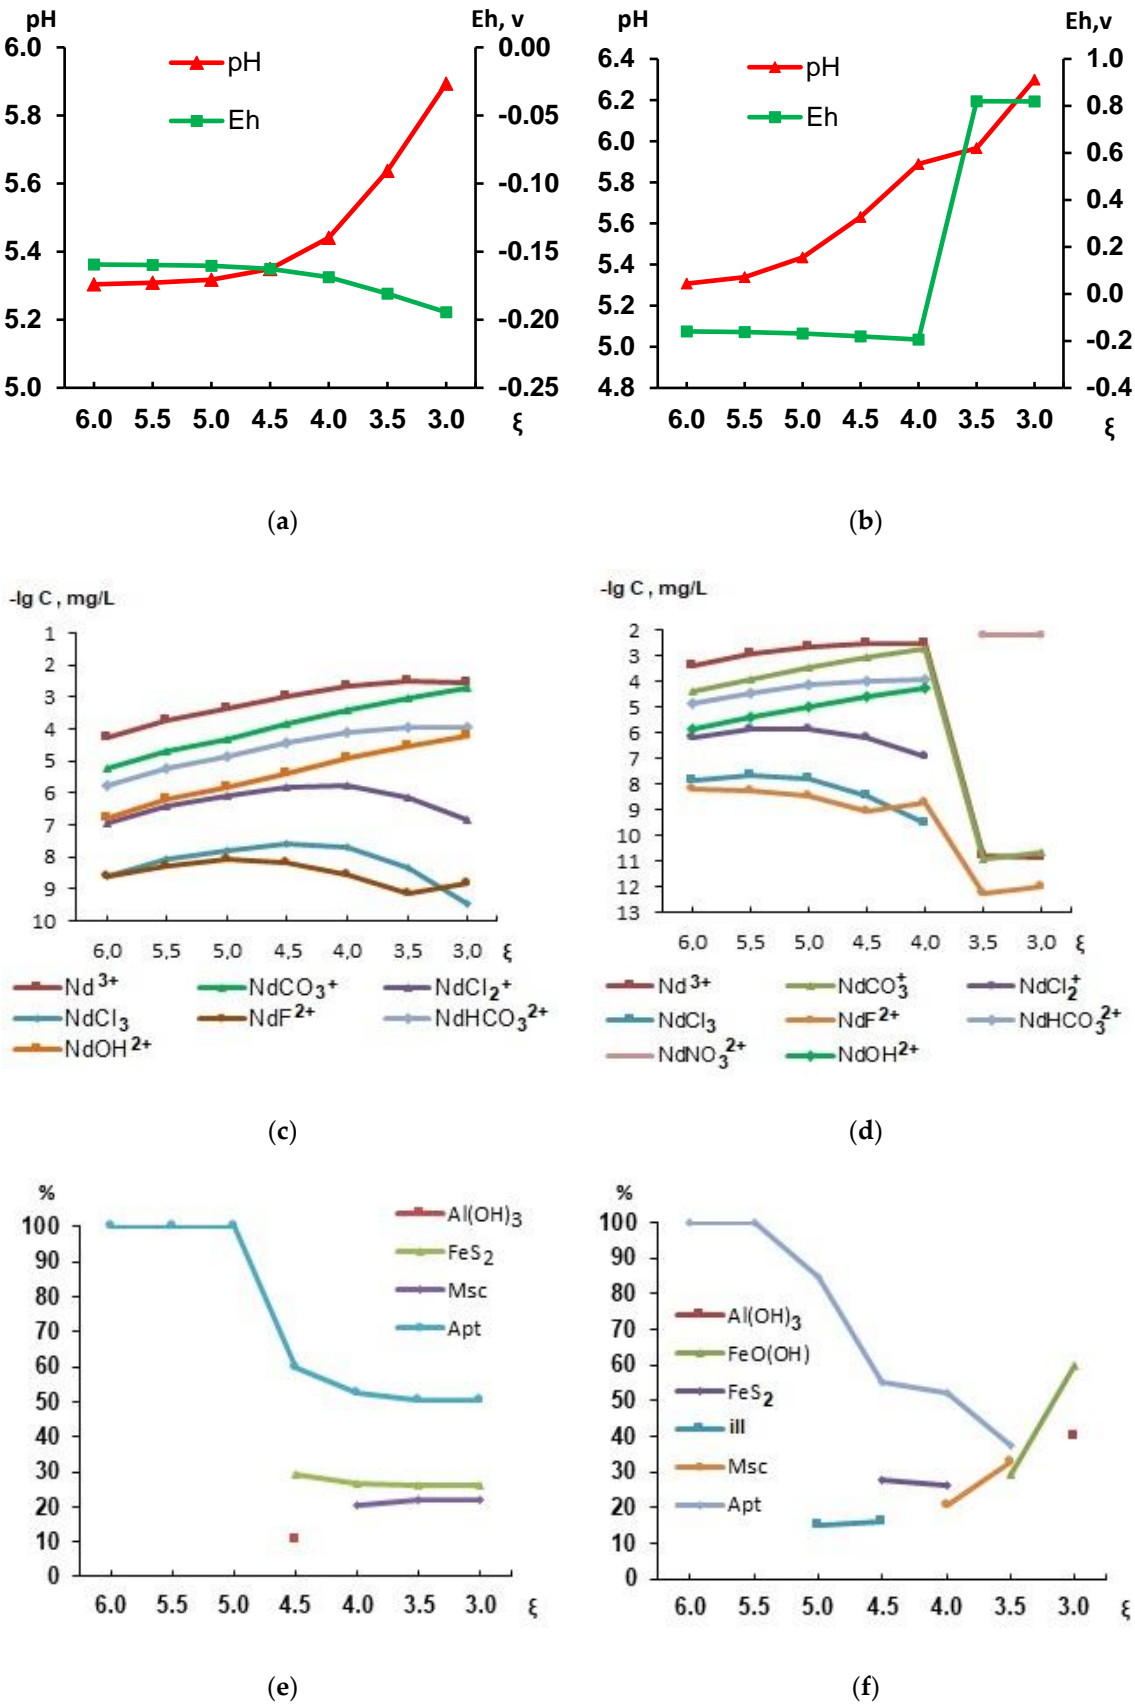 pH
Eh, v
6.0
5.8
5.6
5.4
5.2
5.0
0.00
-0.05
-0.10
-0.15
-0.20
-0.25
pH
Eh
6.0 5.5 5.0 4.5 4.0 3.5 3.0
ξ
(a)
pH
Eh,v
6.4
6.2
6.0
5.8
5.6
5.4
5.2
5.0
4.8
1.0
0.8
0.6
0.4
0.2
0.0
-0.2
-0.4
pH
Eh
6.0 5.5 5.0 4.5 4.0 3.5 3.0
ξ
(b)
-lg C , mg/L
1
2
3
4
5
6
7
8
9
10
6,0 5,5 5,0 4,5 4,0 3,5 3,0 ξ
Nd³⁺ NdCO₃⁺ NdCl₂⁺
NdCl₃ NdF²⁺ NdHCO₃²⁺
NdOH²⁺
(c)
-lg C , mg/L
2
3
4
5
6
7
8
9
10
11
12
13
6,0 5,5 5,0 4,5 4,0 3,5 3,0 ξ
Nd³⁺ NdCO₃⁺ NdCl₂⁺
NdCl₃ NdF²⁺ NdHCO₃²⁺
NdNO₃²⁺ NdOH²⁺
(d)
%
100
90
80
70
60
50
40
30
20
10
0
Al(OH)₃
FeS₂
Msc
Apt
6.0 5.5 5.0 4.5 4.0 3.5 3.0 ξ
(e)
%
100
90
80
70
60
50
40
30
20
10
0
Al(OH)₃
FeO(OH)
FeS₂
ill
Msc
Apt
6.0 5.5 5.0 4.5 4.0 3.5 3.0 ξ
(f)